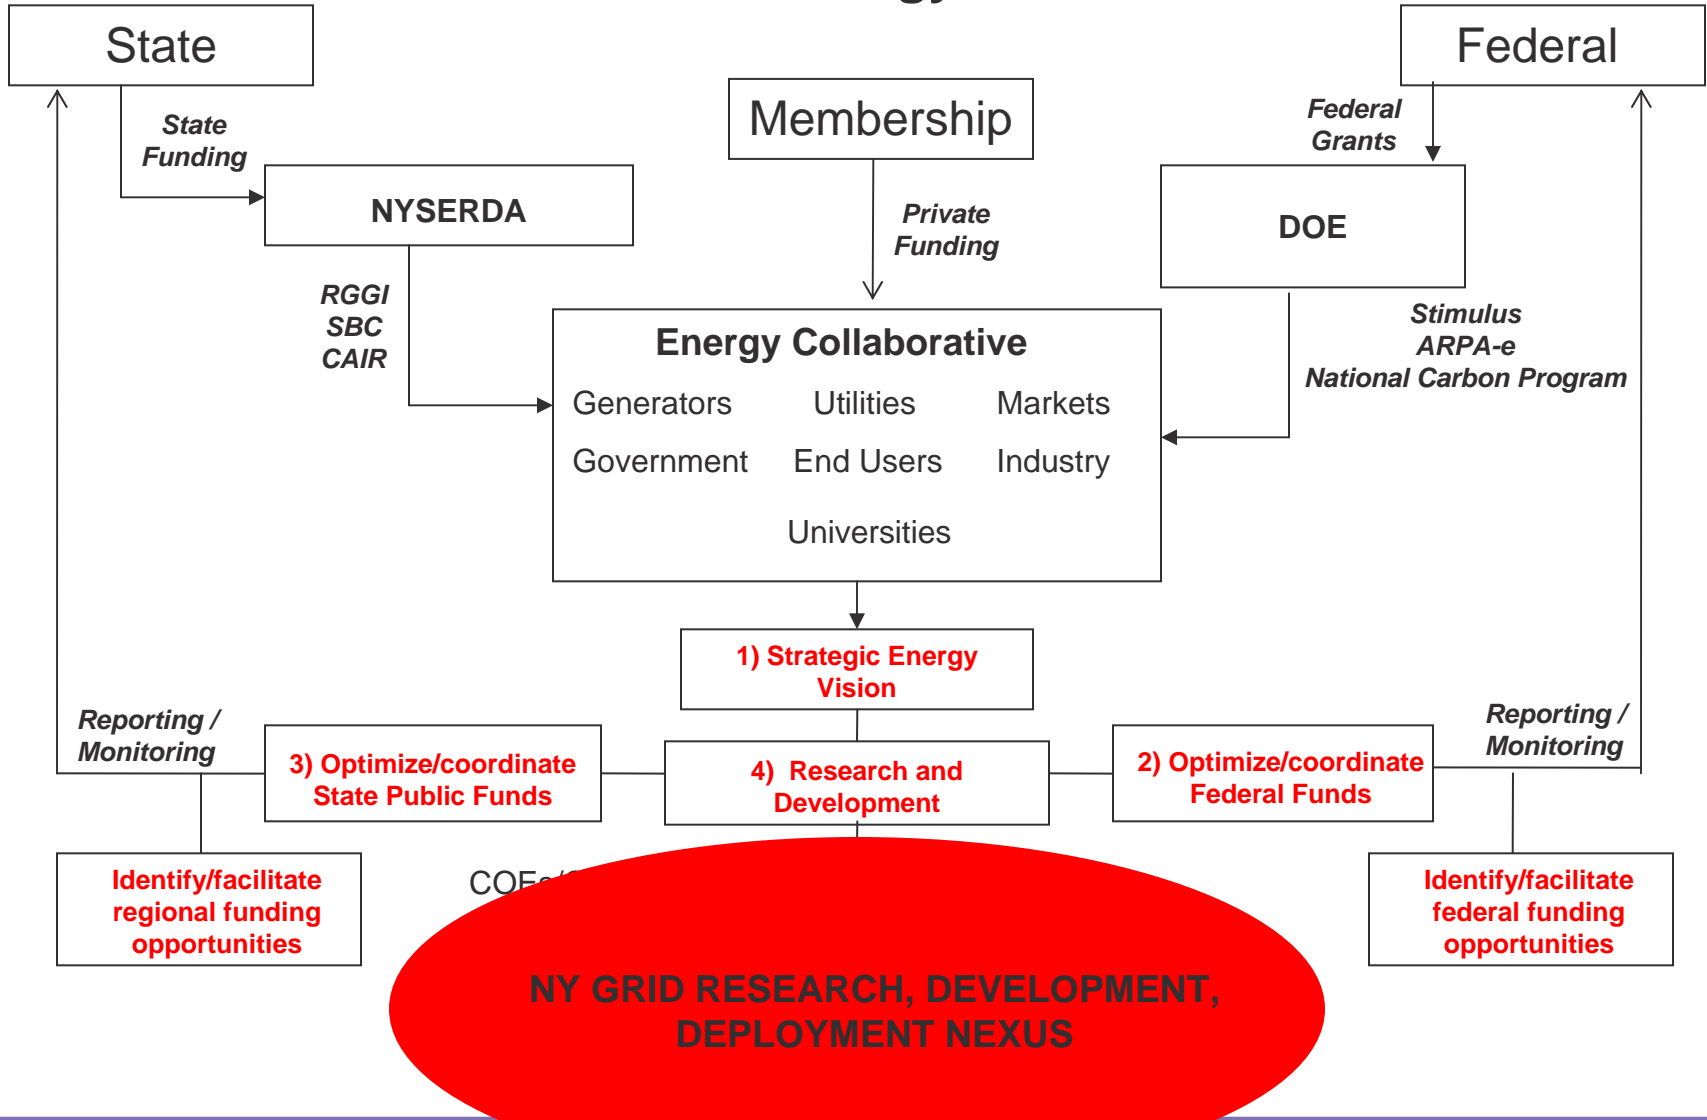 State
Federal
Membership
State
Funding
Federal
Grants
NYSERDA
Private
Funding
DOE
RGGI
SBC
CAIR
Stimulus
ARPA-e
National Carbon Program
Energy Collaborative
Generators Utilities Markets
Government End Users Industry
Universities
1) Strategic Energy
Vision
Reporting /
Monitoring
3) Optimize/coordinate
State Public Funds
4) Research and
Development
2) Optimize/coordinate
Federal Funds
Reporting /
Monitoring
Identify/facilitate
regional funding
opportunities
Identify/facilitate
federal funding
opportunities
NY GRID RESEARCH, DEVELOPMENT,
DEPLOYMENT NEXUS